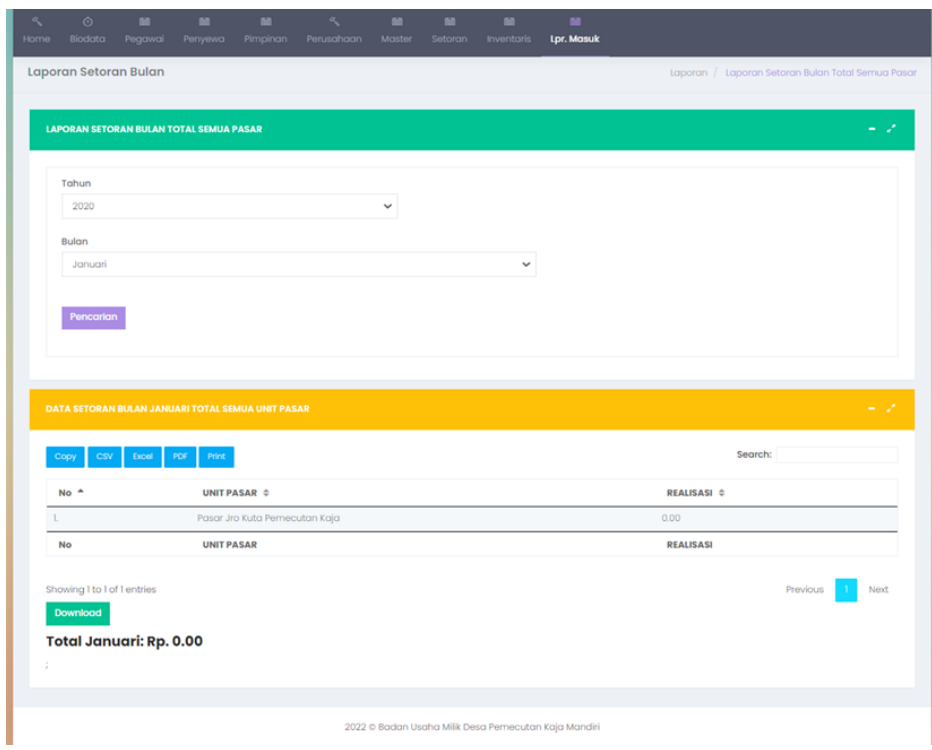 Home Biodata Pegawai Penyewa Pimpinan Perusahaan Master Setoran Inventaris Lpr. Masuk
Laporan Setoran Bulan Laporan / Laporan Setoran Bulan Total Semua Pasar
LAPORAN SETORAN BULAN TOTAL SEMUA PASAR
Tahun
2020
Bulan
Januari
Pencarian
DATA SETORAN BULAN JANUARI TOTAL SEMUA UNIT PASAR
Copy CSV Excel PDF Print Search:
No UNIT PASAR REALISASI
1. Pasar Jro Kuta Pemecutan Kaja 0.00
No UNIT PASAR REALISASI
Showing 1 to 1 of 1 entries Previous 1 Next
Download
Total Januari: Rp. 0.00
;
2022 © Badan Usaha Milik Desa Pemecutan Kaja Mandiri